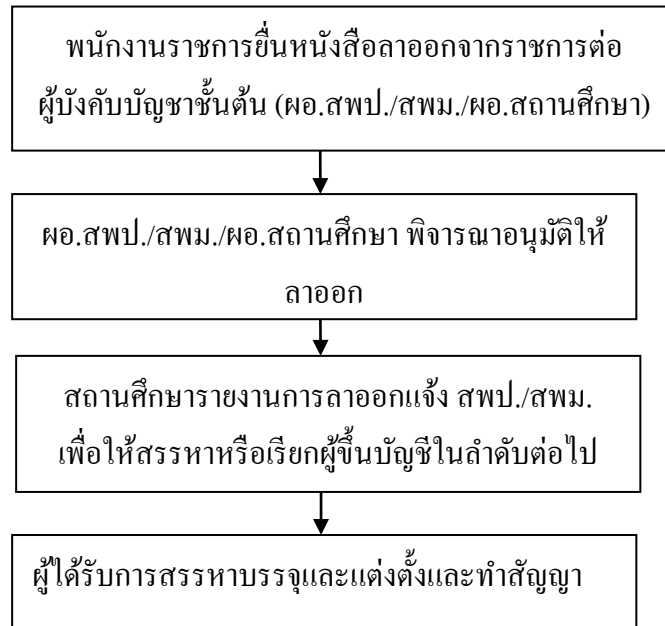 พนักงานราชการยื่นหนังสือลาออกจากราชการต่อ
ผู้บังคับบัญชาชั้นต้น (ผอ.สพป./สพม./ผอ.สถานศึกษา)
ผอ.สพป./สพม./ผอ.สถานศึกษา พิจารณาอนุมัติให้
ลาออก
สถานศึกษารายงานการลาออกแจ้ง สพป./สพม.
เพื่อให้สรรหาหรือเรียกผู้ขึ้นบัญชีในลำดับต่อไป
ผู้ได้รับการสรรหาบรรจุและแต่งตั้งและทำสัญญา